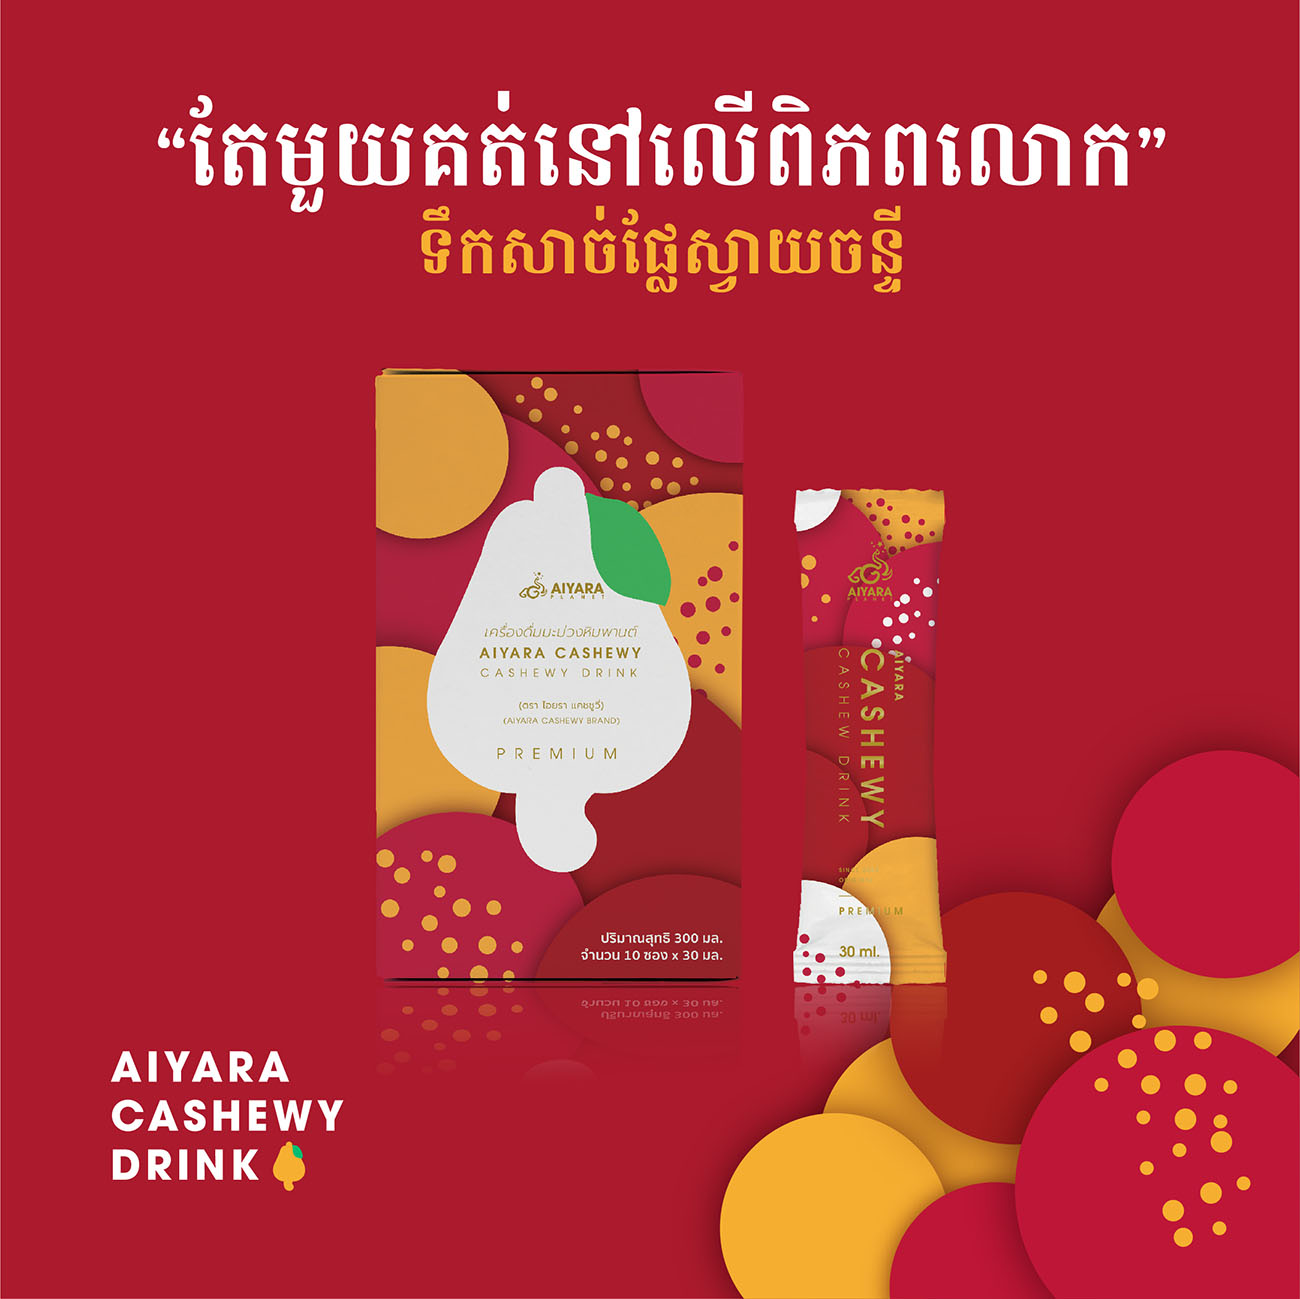 “តែមួយគត់នៅលើពិភពលោក”
ទឹកសាច់ផ្លែស្វាយចន្ទី
AIYARA
PLANET
เครื่องดื่มมะม่วงหิมพานต์
AIYARA CASHEWY
CASHEWY DRINK
(ตรา ไอยรา แคชชูวี่)
(AIYARA CASHEWY BRAND)
PREMIUM
ปริมาณสุทธิ 300 มล.
จำนวน 10 ซอง x 30 มล.
AIYARA
PLANET
AIYARA
CASHEWY
CASHEW DRINK
PREMIUM
30 ml.
AIYARA
CASHEWY
DRINK